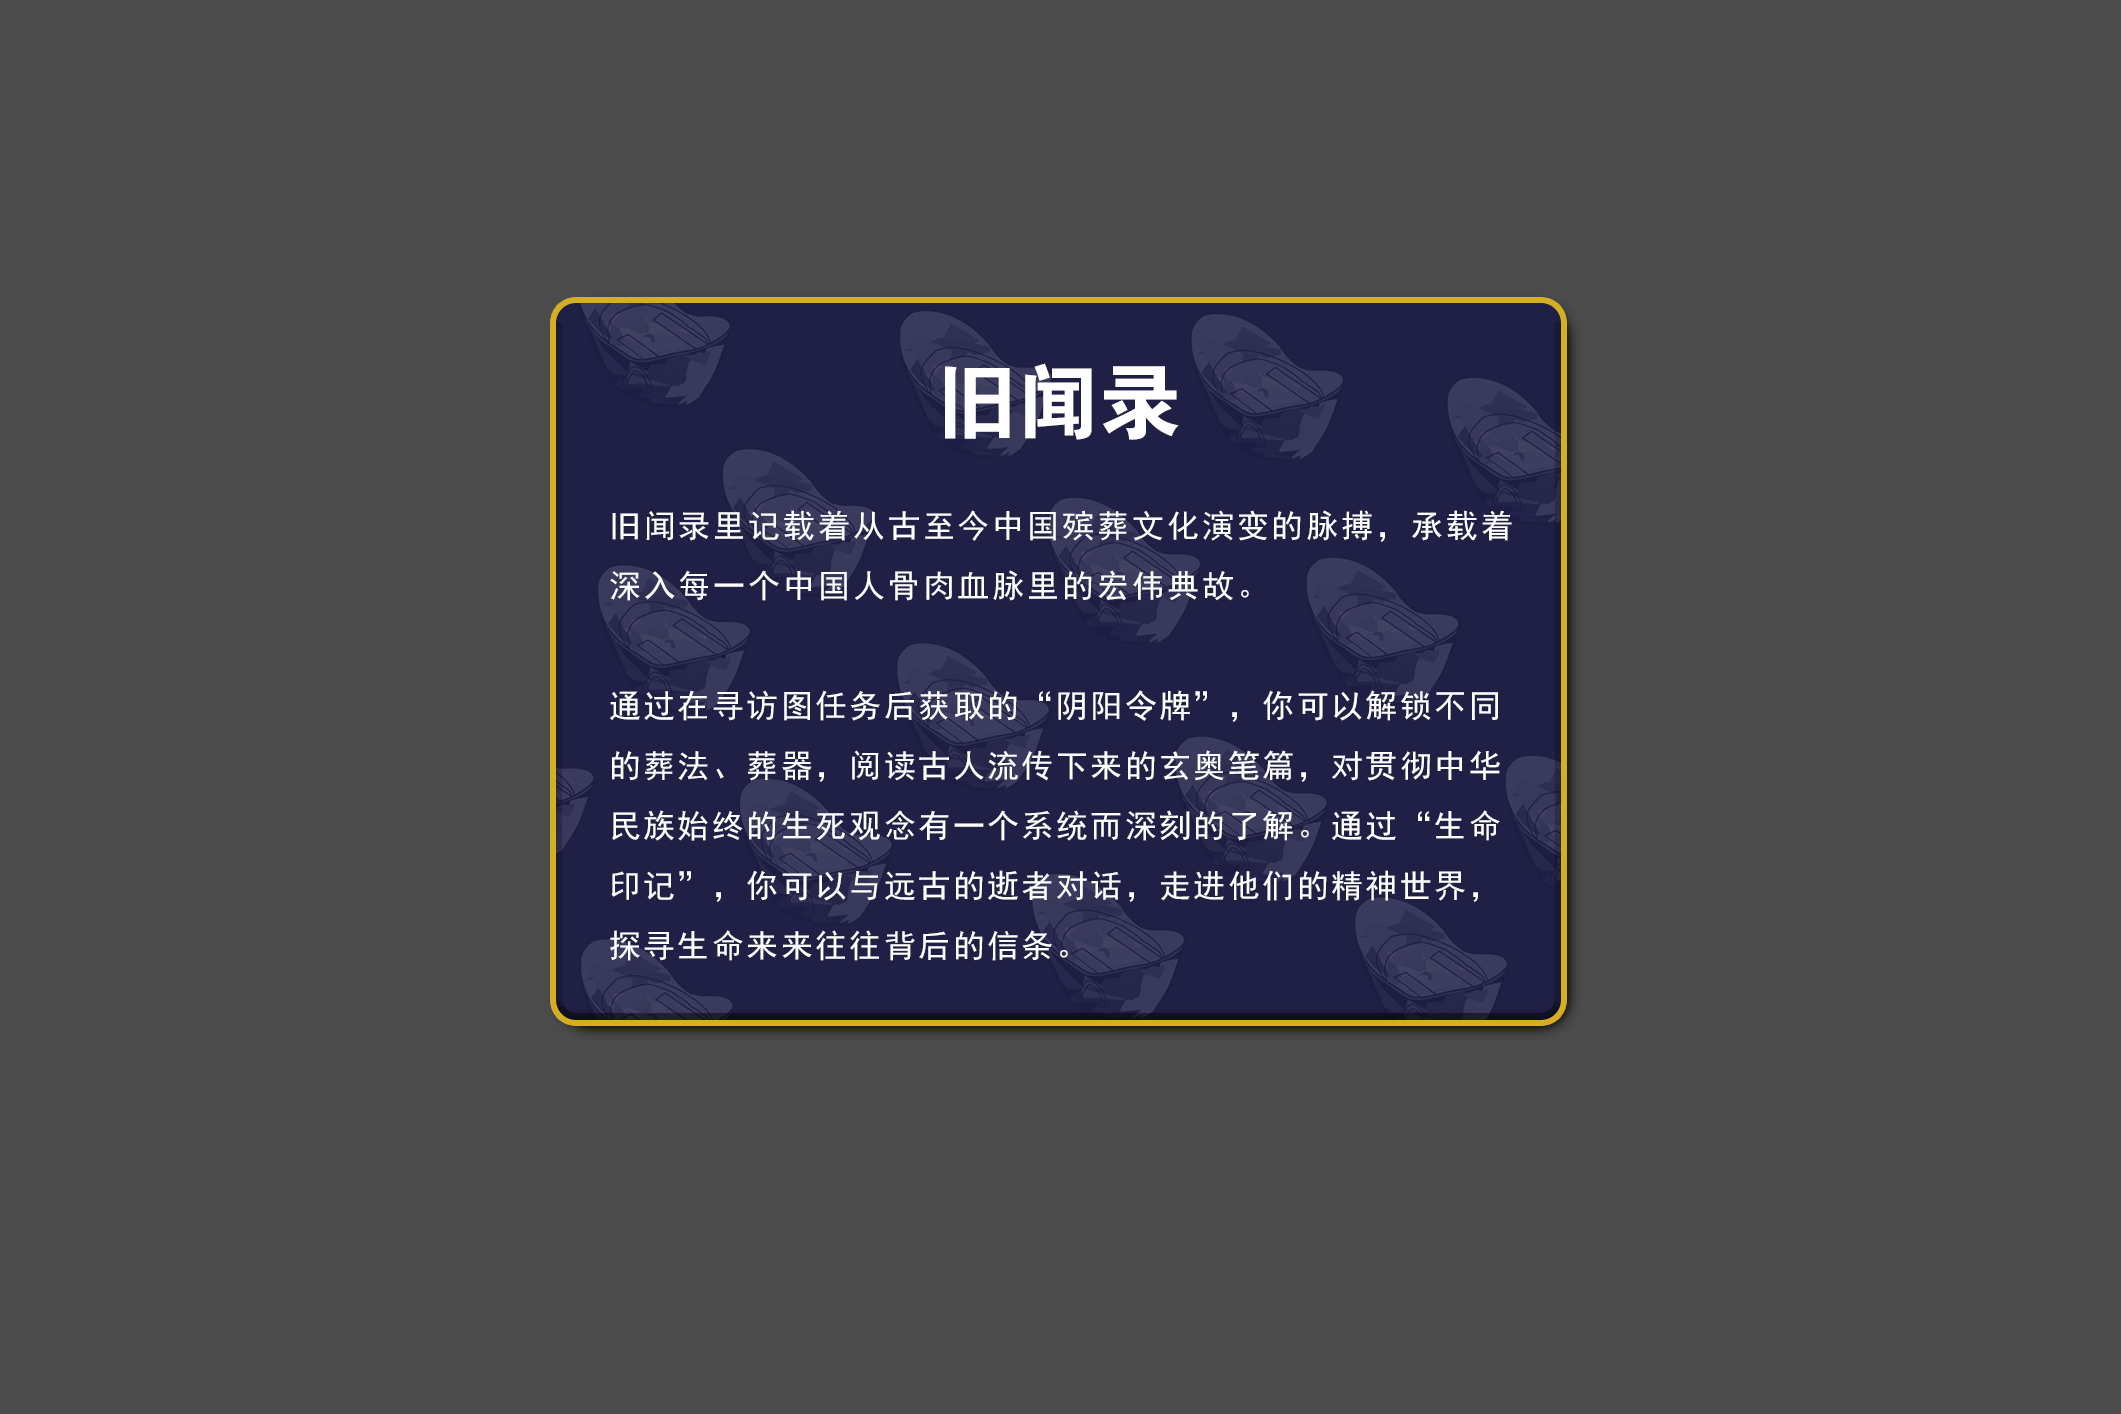 旧闻录
旧闻录里记载着从古至今中国殡葬文化演变的脉搏，承载着
深入每一个中国人骨肉血脉里的宏伟典故。
通过在寻访图任务后获取的“阴阳令牌”，你可以解锁不同
的葬法、葬器，阅读古人流传下来的玄奥笔篇，对贯彻中华
民族始终的生死观念有一个系统而深刻的了解。通过“生命
印记”，你可以与远古的逝者对话，走进他们的精神世界，
探寻生命来来往往背后的信条。